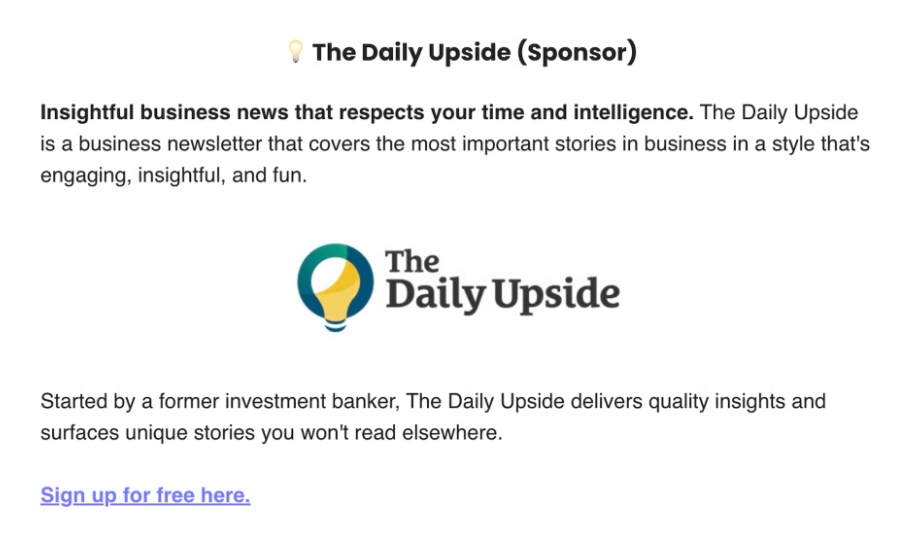 💡 The Daily Upside (Sponsor)
Insightful business news that respects your time and intelligence. The Daily Upside
is a business newsletter that covers the most important stories in business in a style that's
engaging, insightful, and fun.
The
Daily Upside
Started by a former investment banker, The Daily Upside delivers quality insights and
surfaces unique stories you won't read elsewhere.
Sign up for free here.